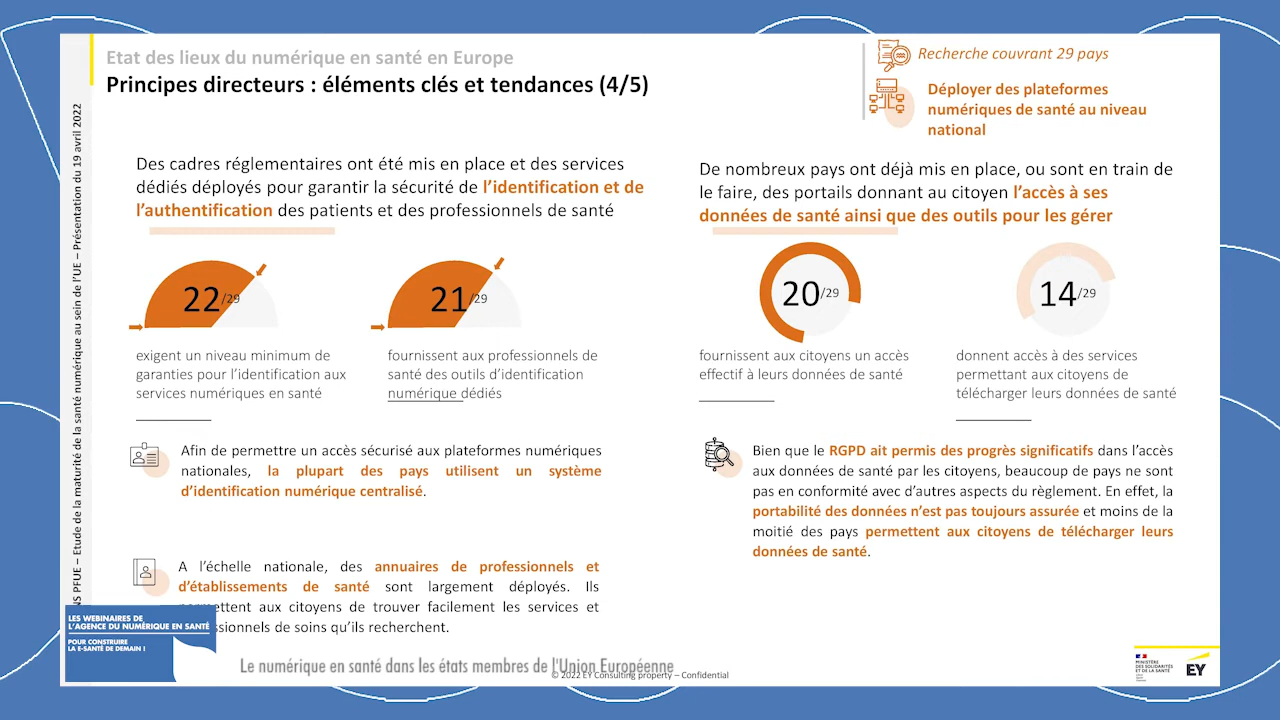 Etat des lieux du numérique en santé en Europe
Principes directeurs : éléments clés et tendances (4/5)
Recherche couvrant 29 pays
Déployer des plateformes
numériques de santé au niveau
national
Des cadres réglementaires ont été mis en place et des services
dédiés déployés pour garantir la sécurité de l’identification et de
l’authentification des patients et des professionnels de santé
22/29
exigent un niveau minimum de
garanties pour l’identification aux
services numériques en santé
21/29
fournissent aux professionnels de
santé des outils d’identification
numérique dédiés
Afin de permettre un accès sécurisé aux plateformes numériques
nationales, la plupart des pays utilisent un système
d’identification numérique centralisé.
A l’échelle nationale, des annuaires de professionnels et
d’établissements de santé sont largement déployés. Ils
aux citoyens de trouver facilement les services et
de soins qu’ils recherchent.
De nombreux pays ont déjà mis en place, ou sont en train de
le faire, des portails donnant au citoyen l’accès à ses
données de santé ainsi que des outils pour les gérer
20/29
fournissent aux citoyens un accès
effectif à leurs données de santé
14/29
donnent accès à des services
permettant aux citoyens de
télécharger leurs données de santé
Bien que le RGPD ait permis des progrès significatifs dans l’accès
aux données de santé par les citoyens, beaucoup de pays ne sont
pas en conformité avec d’autres aspects du règlement. En effet, la
portabilité des données n’est pas toujours assurée et moins de la
moitié des pays permettent aux citoyens de télécharger leurs
données de santé.
PFUE – Etude de la maturité de la santé numérique au sein de l’UE – Présentation du 19 avril 2022
LES WEBINAIRES DE
L’AGENCE DU NUMÉRIQUE EN SANTÉ
POUR CONSTRUIRE
LA E-SANTÉ DE DEMAIN !
Le numérique en santé dans les états membres de l'Union Européenne
© 2022 EY Consulting property – Confidential
MINISTÈRE
DES SOLIDARITÉS
ET DE LA SANTÉ
EY